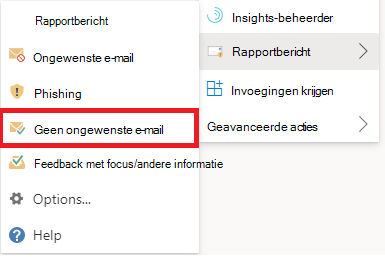 Rapportbericht
Ongewenste e-mail
Phishing
Geen ongewenste e-mail
Feedback met focus/andere informatie
Options...
Help
Insights-beheerder
Rapportbericht
Invoegingen krijgen
Geavanceerde acties